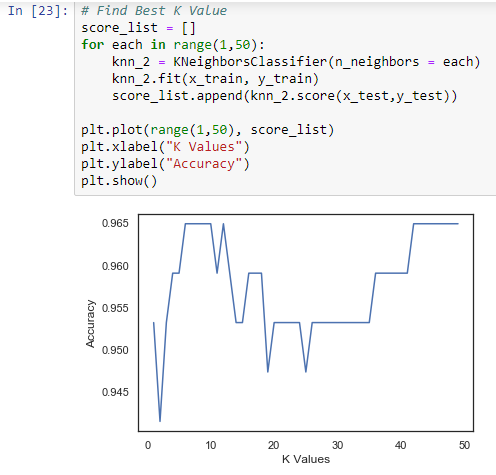 In [23]: # Find Best K Value
score_list = []
for each in range(1,50):
    knn_2 = KNeighborsClassifier(n_neighbors = each)
    knn_2.fit(x_train, y_train)
    score_list.append(knn_2.score(x_test,y_test))
plt.plot(range(1,50), score_list)
plt.xlabel("K Values")
plt.ylabel("Accuracy")
plt.show()
0.965
0.960
0.955
0.950
0.945
Accuracy
0 10 20 30 40 50
K Values